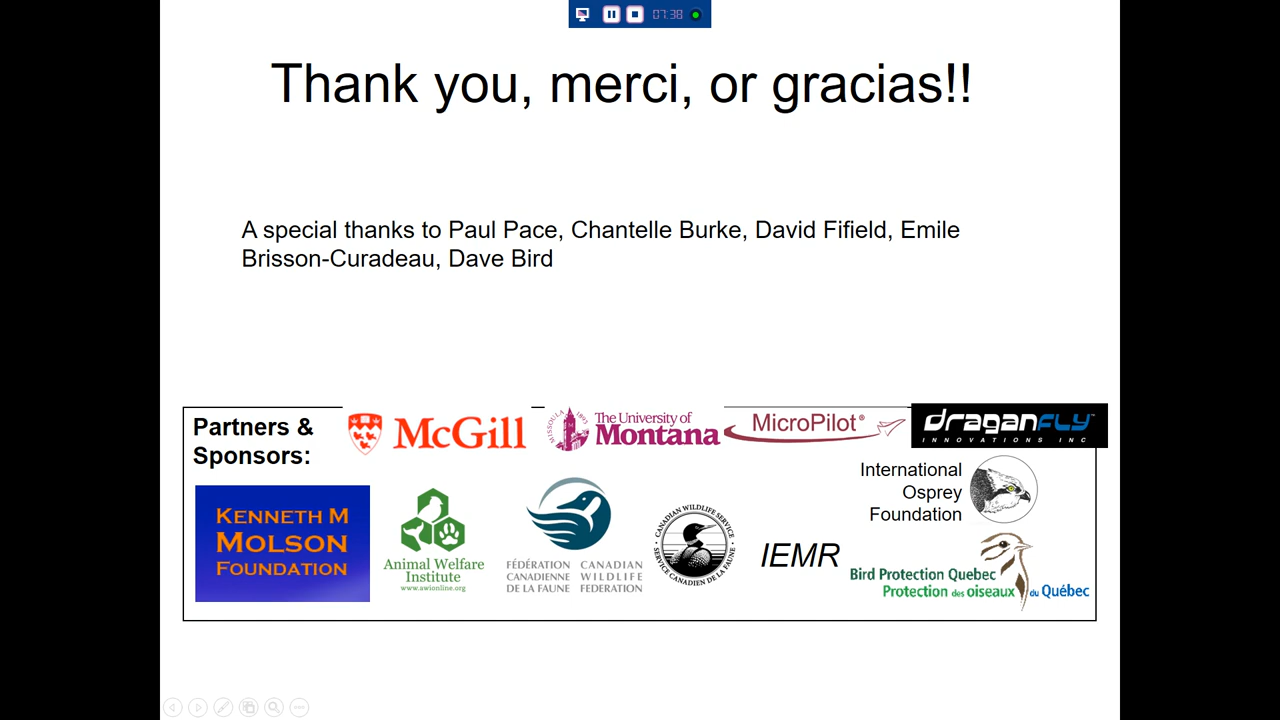 07:38
Thank you, merci, or gracias!!
A special thanks to Paul Pace, Chantelle Burke, David Fifield, Emile
Brisson-Curadeau, Dave Bird
Partners &
Sponsors:
McGill
MISSOULA 1893
The University of
Montana
MicroPilot®
draganfly™
INNOVATIONS INC
KENNETH M
MOLSON
FOUNDATION
Animal Welfare
Institute
www.awionline.org
FÉDÉRATION CANADIENNE DE LA FAUNE
CANADIAN WILDLIFE FEDERATION
CANADIAN WILDLIFE SERVICE
SERVICE CANADIEN DE LA FAUNE
IEMR
International
Osprey
Foundation
Bird Protection Quebec
Protection des oiseaux du Québec